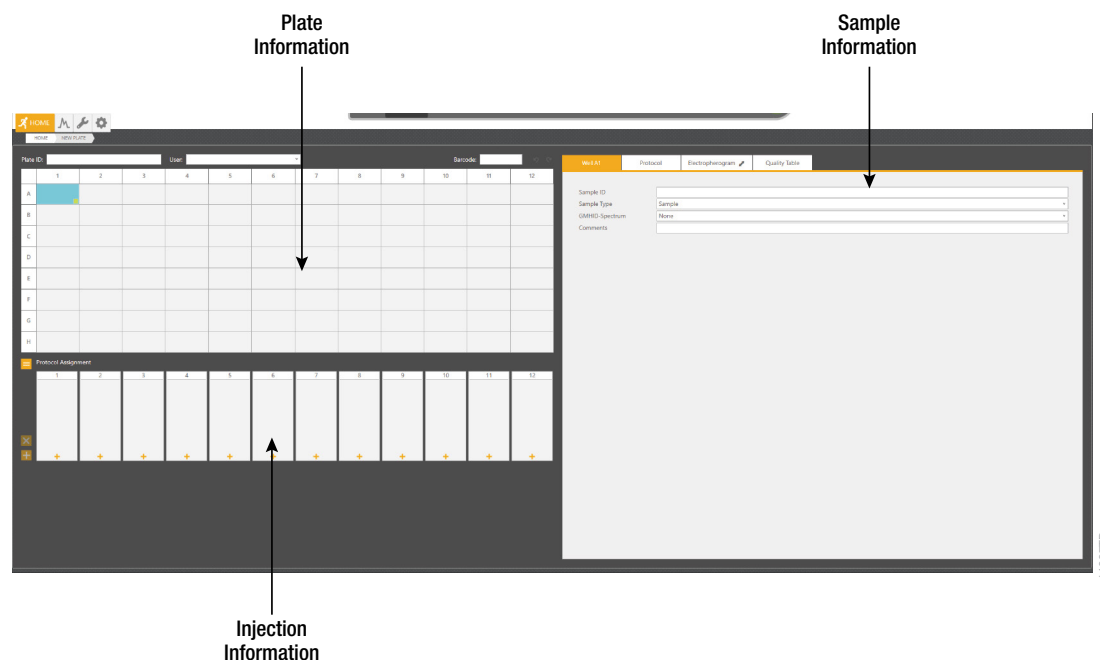 Plate
Information
Sample
Information
HOME
HOME NEW PLATE
Plate ID: User: Barcode:
1 2 3 4 5 6 7 8 9 10 11 12
A
B
C
D
E
F
G
H
Protocol Assignment
1 2 3 4 5 6 7 8 9 10 11 12
Well A1 Protocol Electropherogram Quality Table
Sample ID
Sample Type Sample
GMHID-Spectrum None
Comments
Injection
Information